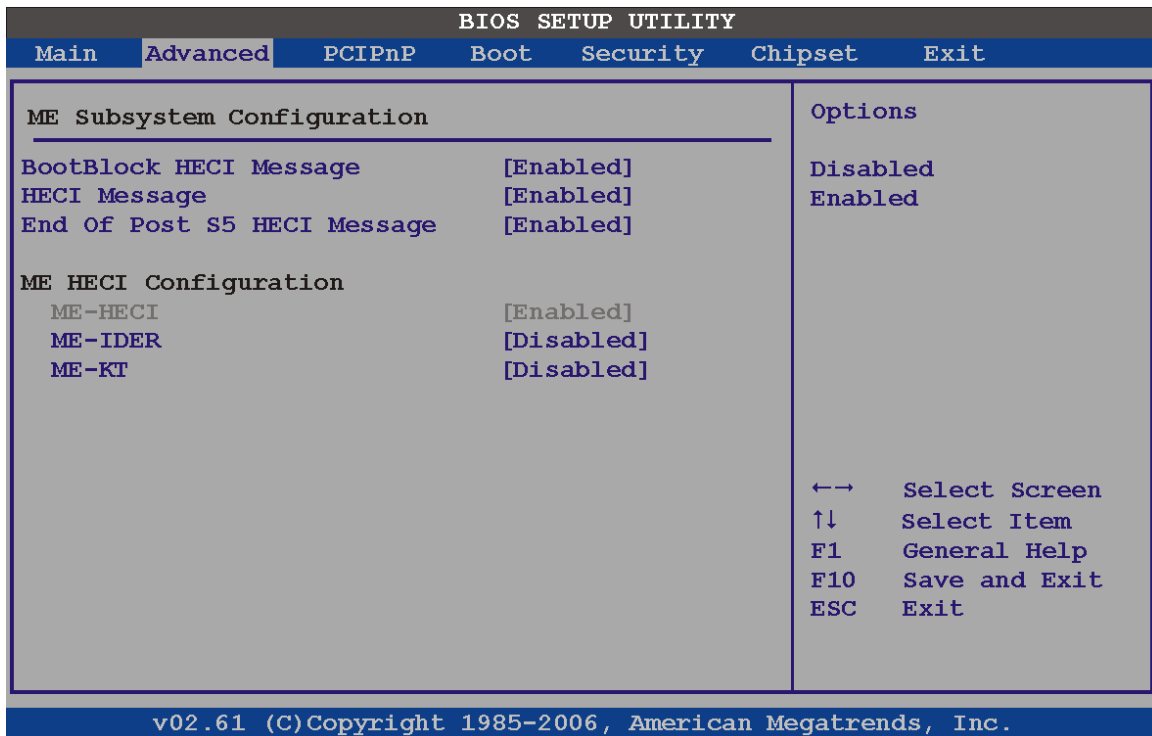 BIOS SETUP UTILITY
Main Advanced PCIPnP Boot Security Chipset Exit
ME Subsystem Configuration
BootBlock HECI Message [Enabled]
HECI Message [Enabled]
End Of Post S5 HECI Message [Enabled]
ME HECI Configuration
ME-HECI [Enabled]
ME-IDER [Disabled]
ME-KT [Disabled]
Options
Disabled
Enabled
←→ Select Screen
↑↓ Select Item
F1 General Help
F10 Save and Exit
ESC Exit
v02.61 (C)Copyright 1985-2006, American Megatrends, Inc.